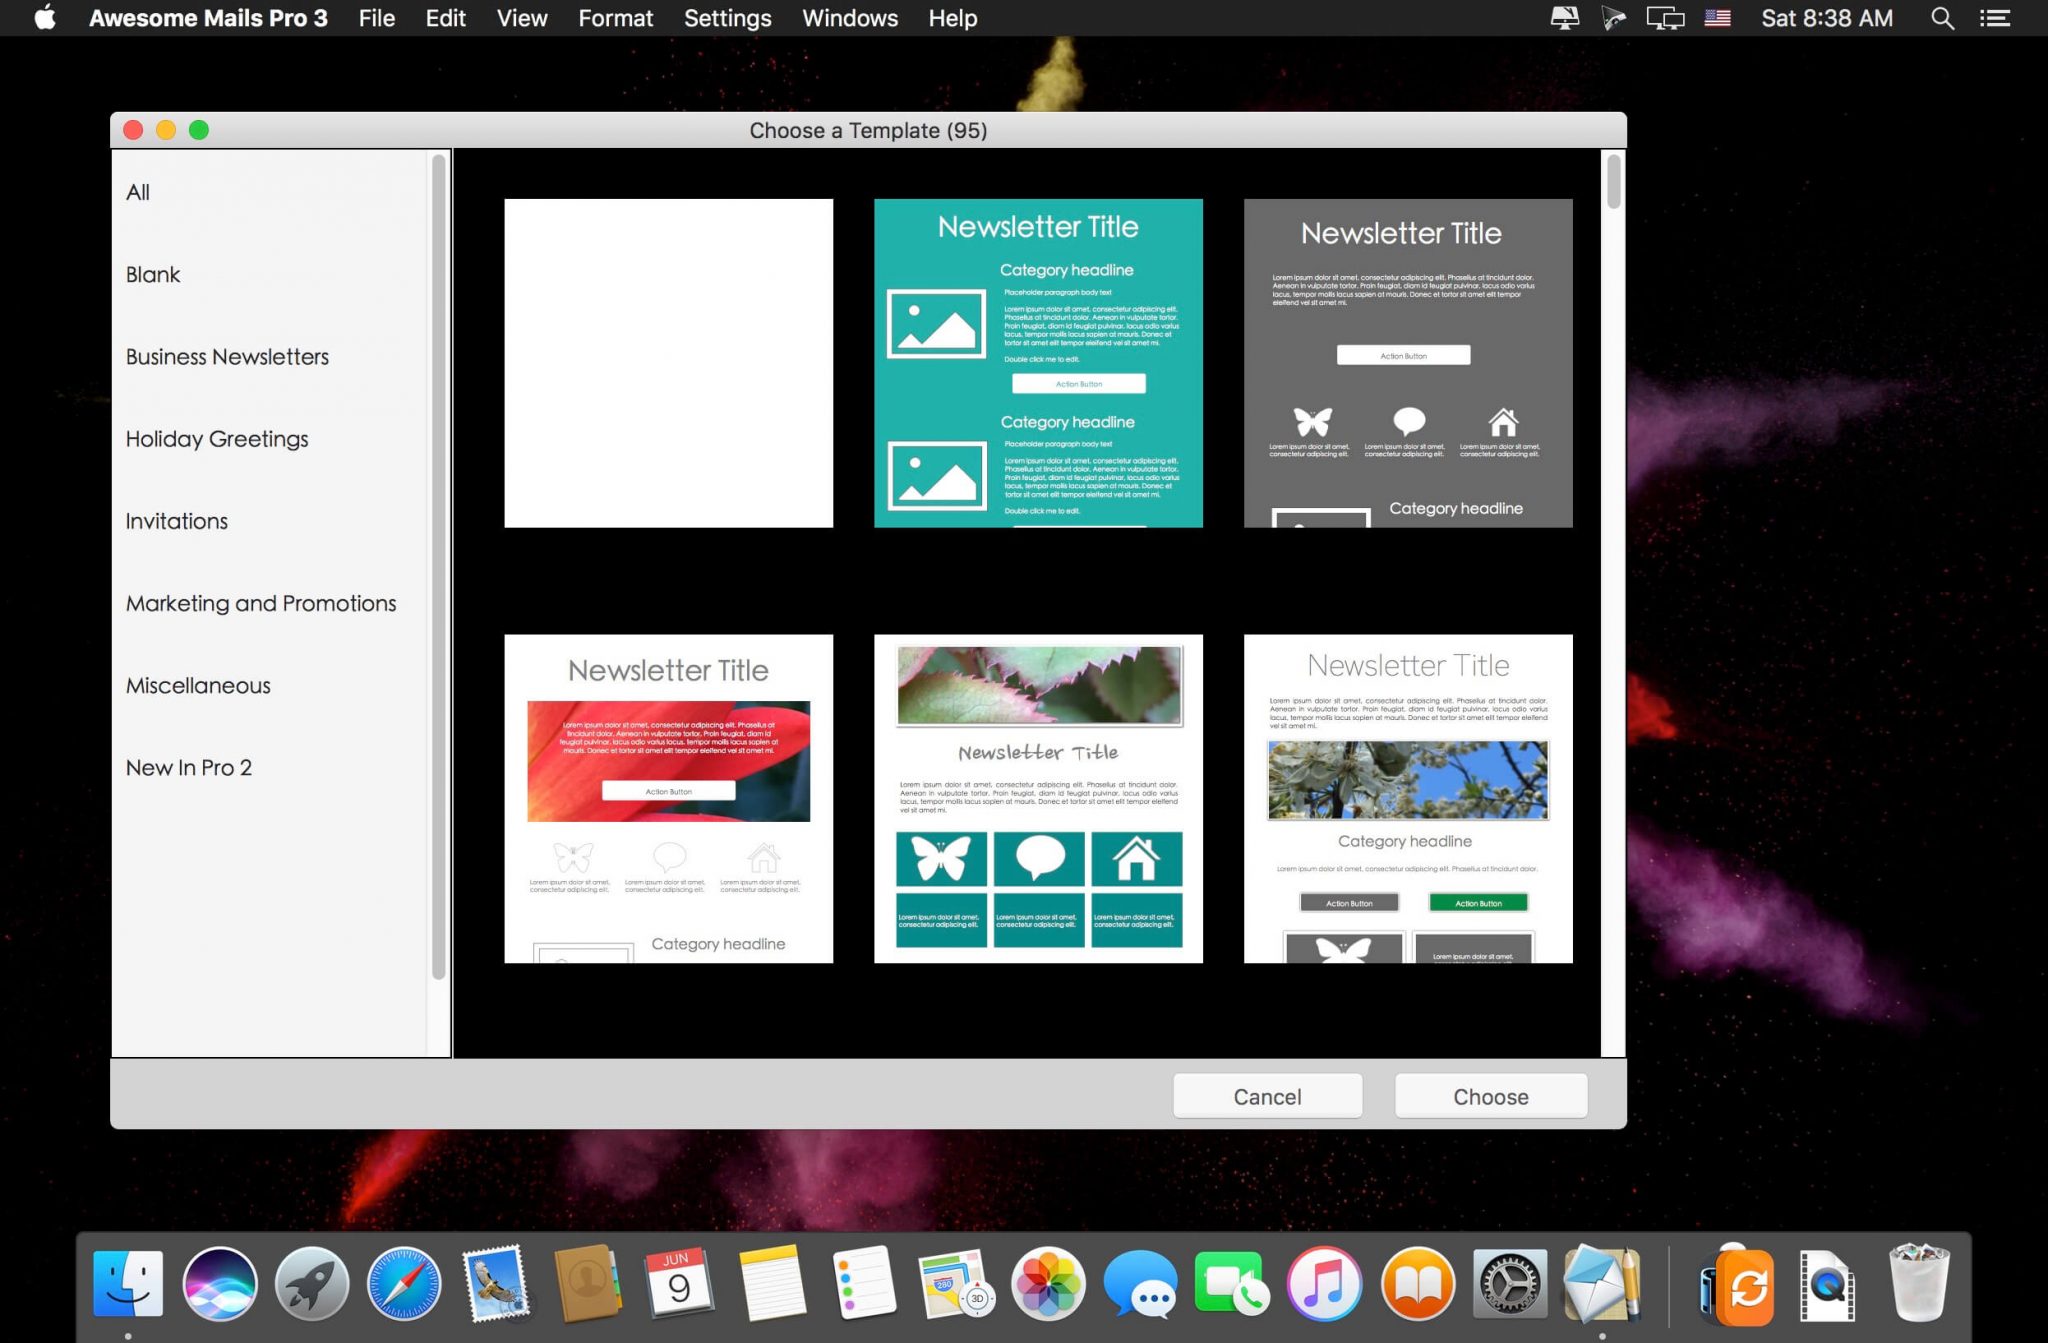 Awesome Mails Pro 3 File Edit View Format Settings Windows Help Sat 8:38 AM
Choose a Template (95)
All
Blank
Business Newsletters
Holiday Greetings
Invitations
Marketing and Promotions
Miscellaneous
New In Pro 2
Newsletter Title
Category headline
Placeholder paragraph body text
Lorem ipsum dolor sit amet, consectetur adipiscing elit.
Phasellus at tincidunt dolor. Aenean in vulputate tortor.
Proin feugiat, diam id feugiat pulvinar, lacus odio varius
lacus, tempor mollis lacus sapien at mauris. Donec et
tortor sit amet elit tempor eleifend vel sit amet mi.
Double click me to edit.
Action Button
Category headline
Placeholder paragraph body text
Lorem ipsum dolor sit amet, consectetur adipiscing elit.
Phasellus at tincidunt dolor. Aenean in vulputate tortor.
Proin feugiat, diam id feugiat pulvinar, lacus odio varius
lacus, tempor mollis lacus sapien at mauris. Donec et
tortor sit amet elit tempor eleifend vel sit amet mi.
Double click me to edit.
Newsletter Title
Lorem ipsum dolor sit amet, consectetur adipiscing elit. Phasellus at tincidunt dolor.
Aenean in vulputate tortor. Proin feugiat, diam id feugiat pulvinar, lacus odio varius
lacus, tempor mollis lacus sapien at mauris. Donec et tortor sit amet elit tempor
eleifend vel sit amet mi.
Action Button
Lorem ipsum dolor sit amet, consectetur adipiscing elit.
Lorem ipsum dolor sit amet, consectetur adipiscing elit.
Lorem ipsum dolor sit amet, consectetur adipiscing elit.
Category headline
Newsletter Title
Lorem ipsum dolor sit amet, consectetur adipiscing elit. Phasellus at
tincidunt dolor. Aenean in vulputate tortor. Proin feugiat, diam id
feugiat pulvinar, lacus odio varius lacus, tempor mollis lacus sapien at
mauris. Donec et tortor sit amet elit tempor eleifend vel sit amet mi.
Action Button
Lorem ipsum dolor sit amet, consectetur adipiscing elit.
Lorem ipsum dolor sit amet, consectetur adipiscing elit.
Lorem ipsum dolor sit amet, consectetur adipiscing elit.
Category headline
Newsletter Title
Lorem ipsum dolor sit amet, consectetur adipiscing elit. Phasellus at tincidunt dolor.
Aenean in vulputate tortor. Proin feugiat, diam id feugiat pulvinar, lacus odio varius
lacus, tempor mollis lacus sapien at mauris. Donec et tortor sit amet elit tempor eleifend
vel sit amet mi.
Lorem ipsum dolor sit amet, consectetur adipiscing elit.
Lorem ipsum dolor sit amet, consectetur adipiscing elit.
Lorem ipsum dolor sit amet, consectetur adipiscing elit.
Newsletter Title
Lorem ipsum dolor sit amet, consectetur adipiscing elit. Phasellus at tincidunt dolor.
Aenean in vulputate tortor. Proin feugiat, diam id feugiat pulvinar, lacus odio varius
lacus, tempor mollis lacus sapien at mauris. Donec et tortor sit amet elit tempor eleifend
vel sit amet mi.
Category headline
Lorem ipsum dolor sit amet, consectetur adipiscing elit. Phasellus at tincidunt dolor.
Action Button
Action Button
Lorem ipsum dolor sit amet,
Cancel
Choose
JUN
9
280
3D